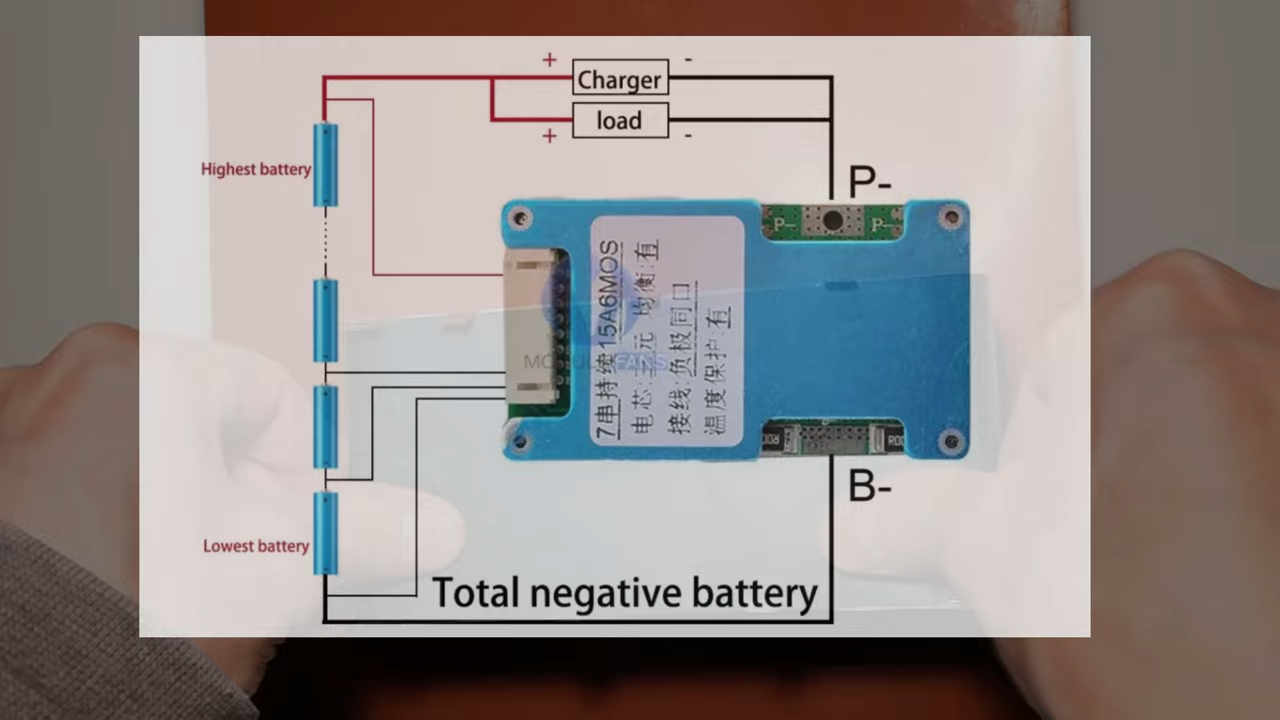 + Charger -
+ load -
Highest battery
P-
P- P-
7串持续15A6MOS
电芯:三元 均衡:有
接线:负极同口
温度保护:有
FANS
B-
Lowest battery
Total negative battery